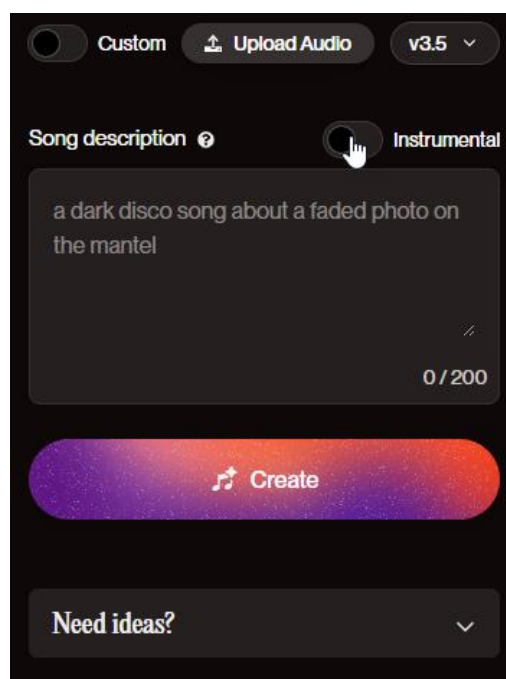 Custom Upload Audio v3.5
Song description Instrumental
a dark disco song about a faded photo on
the mantel
0/200
Create
Need ideas?